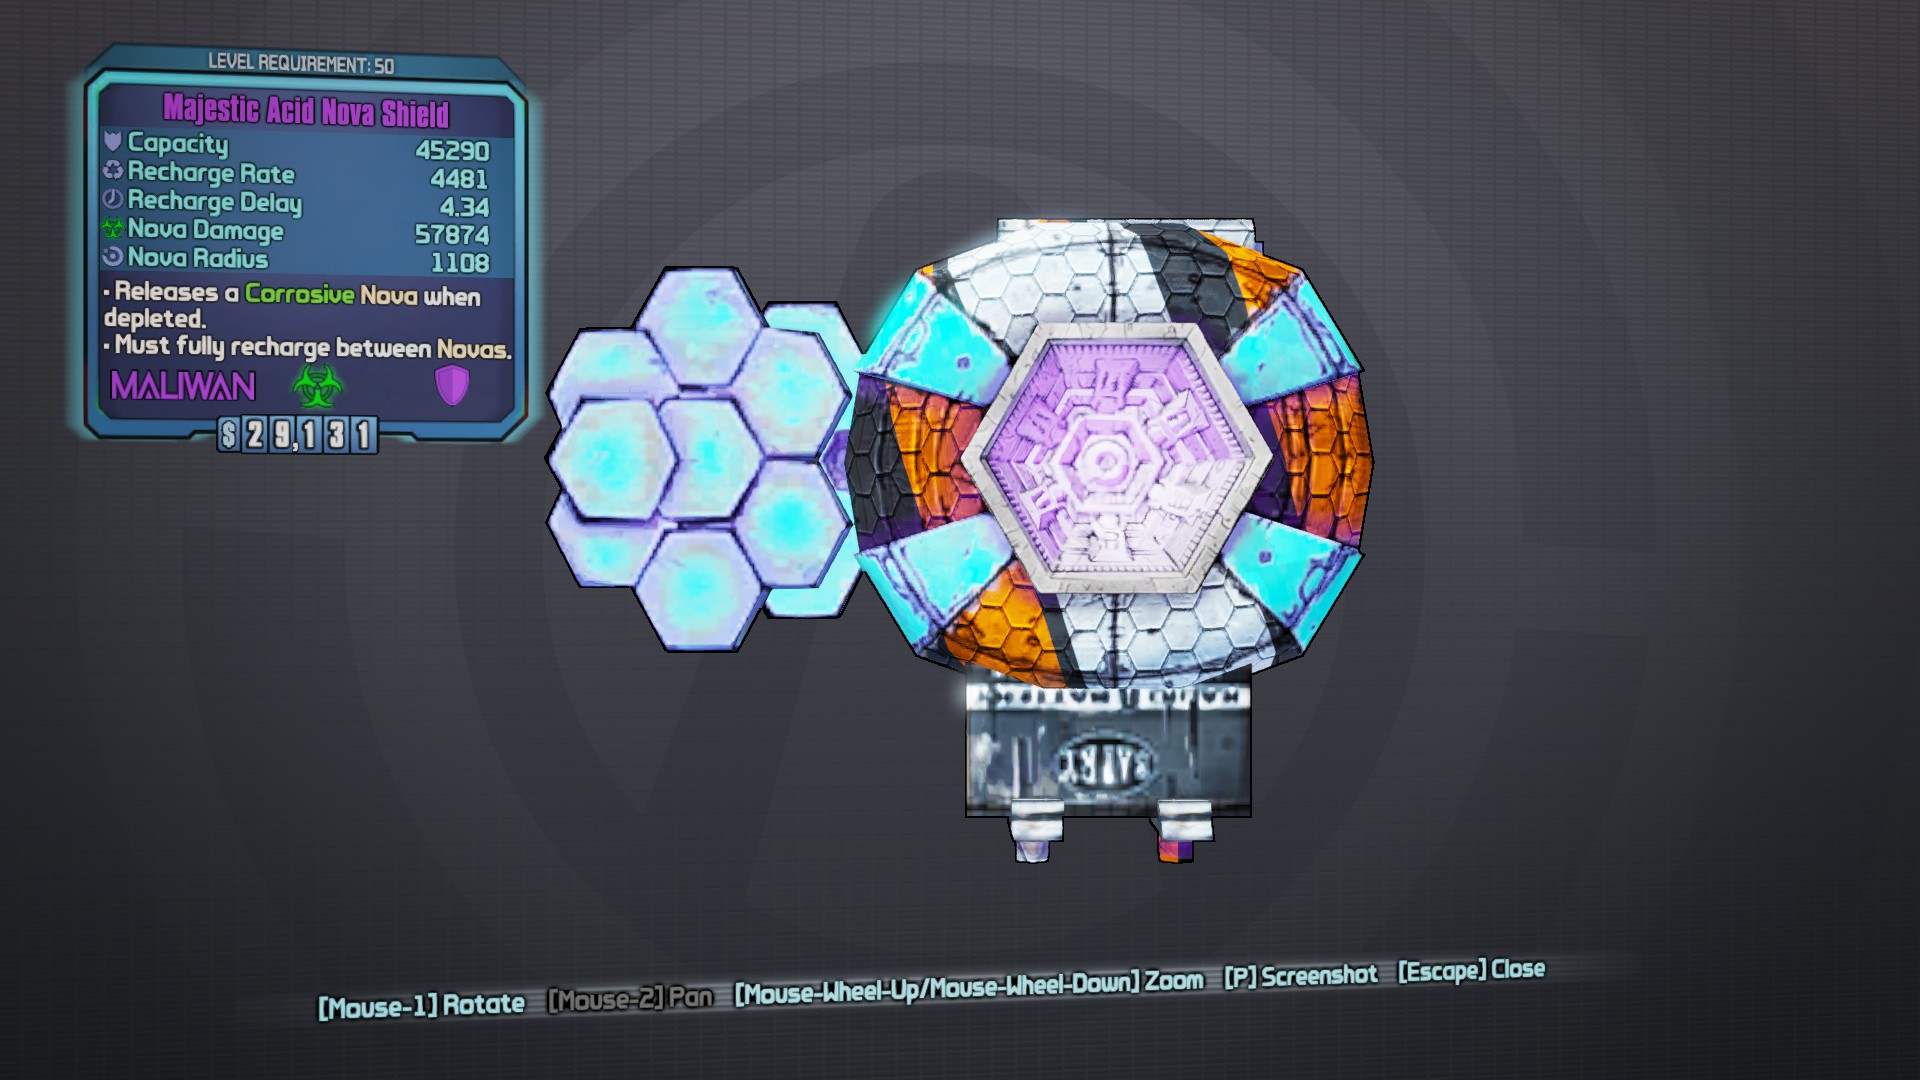 LEVEL REQUIREMENT: 50
Majestic Acid Nova Shield
Capacity 45290
Recharge Rate 4481
Recharge Delay 4.34
Nova Damage 57874
Nova Radius 1108
• Releases a Corrosive Nova when
depleted.
• Must fully recharge between Novas.
MALIWAN
$29,131
[Mouse-1] Rotate [Mouse-2] Pan [Mouse-Wheel-Up/Mouse-Wheel-Down] Zoom [P] Screenshot [Escape] Close